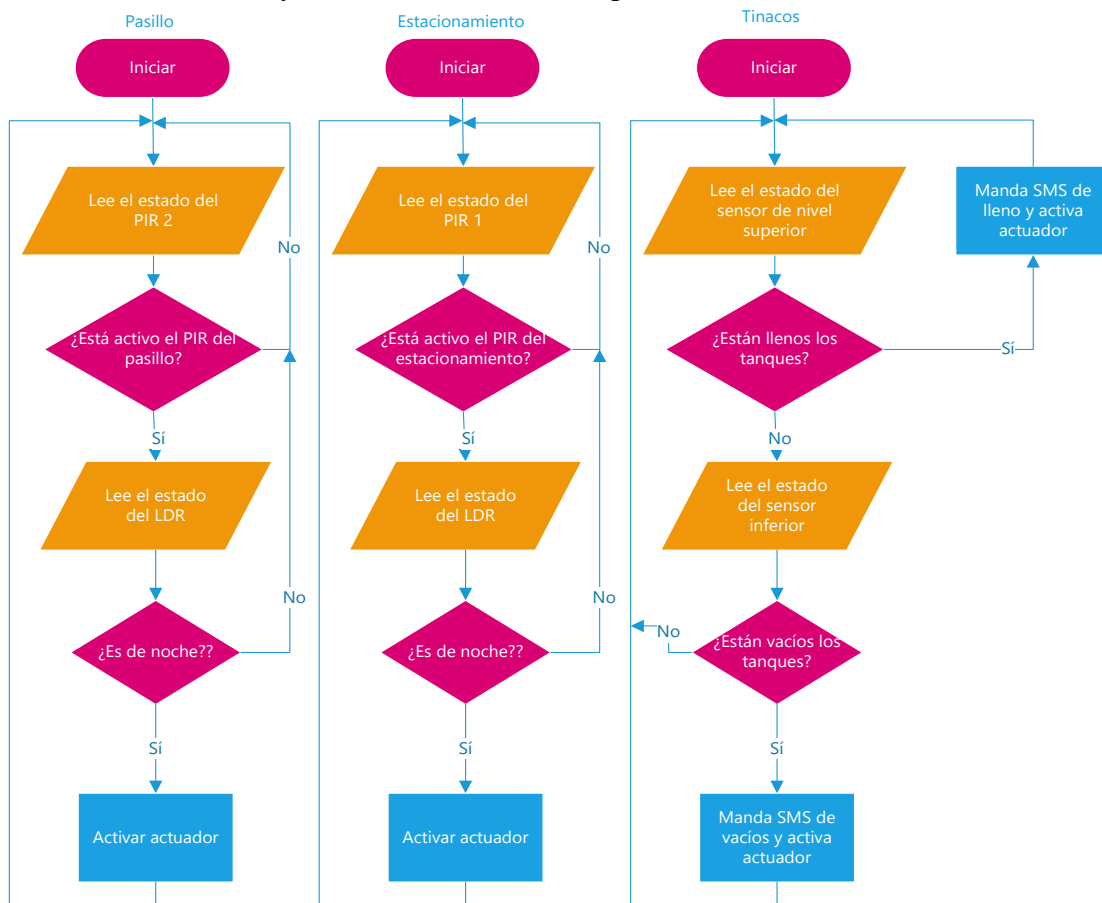 Pasillo
Iniciar
Lee el estado del
PIR 2
No
¿Está activo el PIR del
pasillo?
Sí
Lee el estado
del LDR
No
¿Es de noche??
Sí
Activar actuador
Estacionamiento
Iniciar
Lee el estado del
PIR 1
No
¿Está activo el PIR del
estacionamiento?
Sí
Lee el estado
del LDR
No
¿Es de noche??
Sí
Activar actuador
Tinacos
Iniciar
Lee el estado del
sensor de nivel
superior
Manda SMS de
lleno y activa
actuador
¿Están llenos los
tanques?
Sí
No
Lee el estado
del sensor
inferior
No
¿Están vacíos los
tanques?
Sí
Manda SMS de
vacíos y activa
actuador